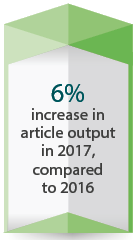 6%
increase in
article output
in 2017,
compared
to 2016